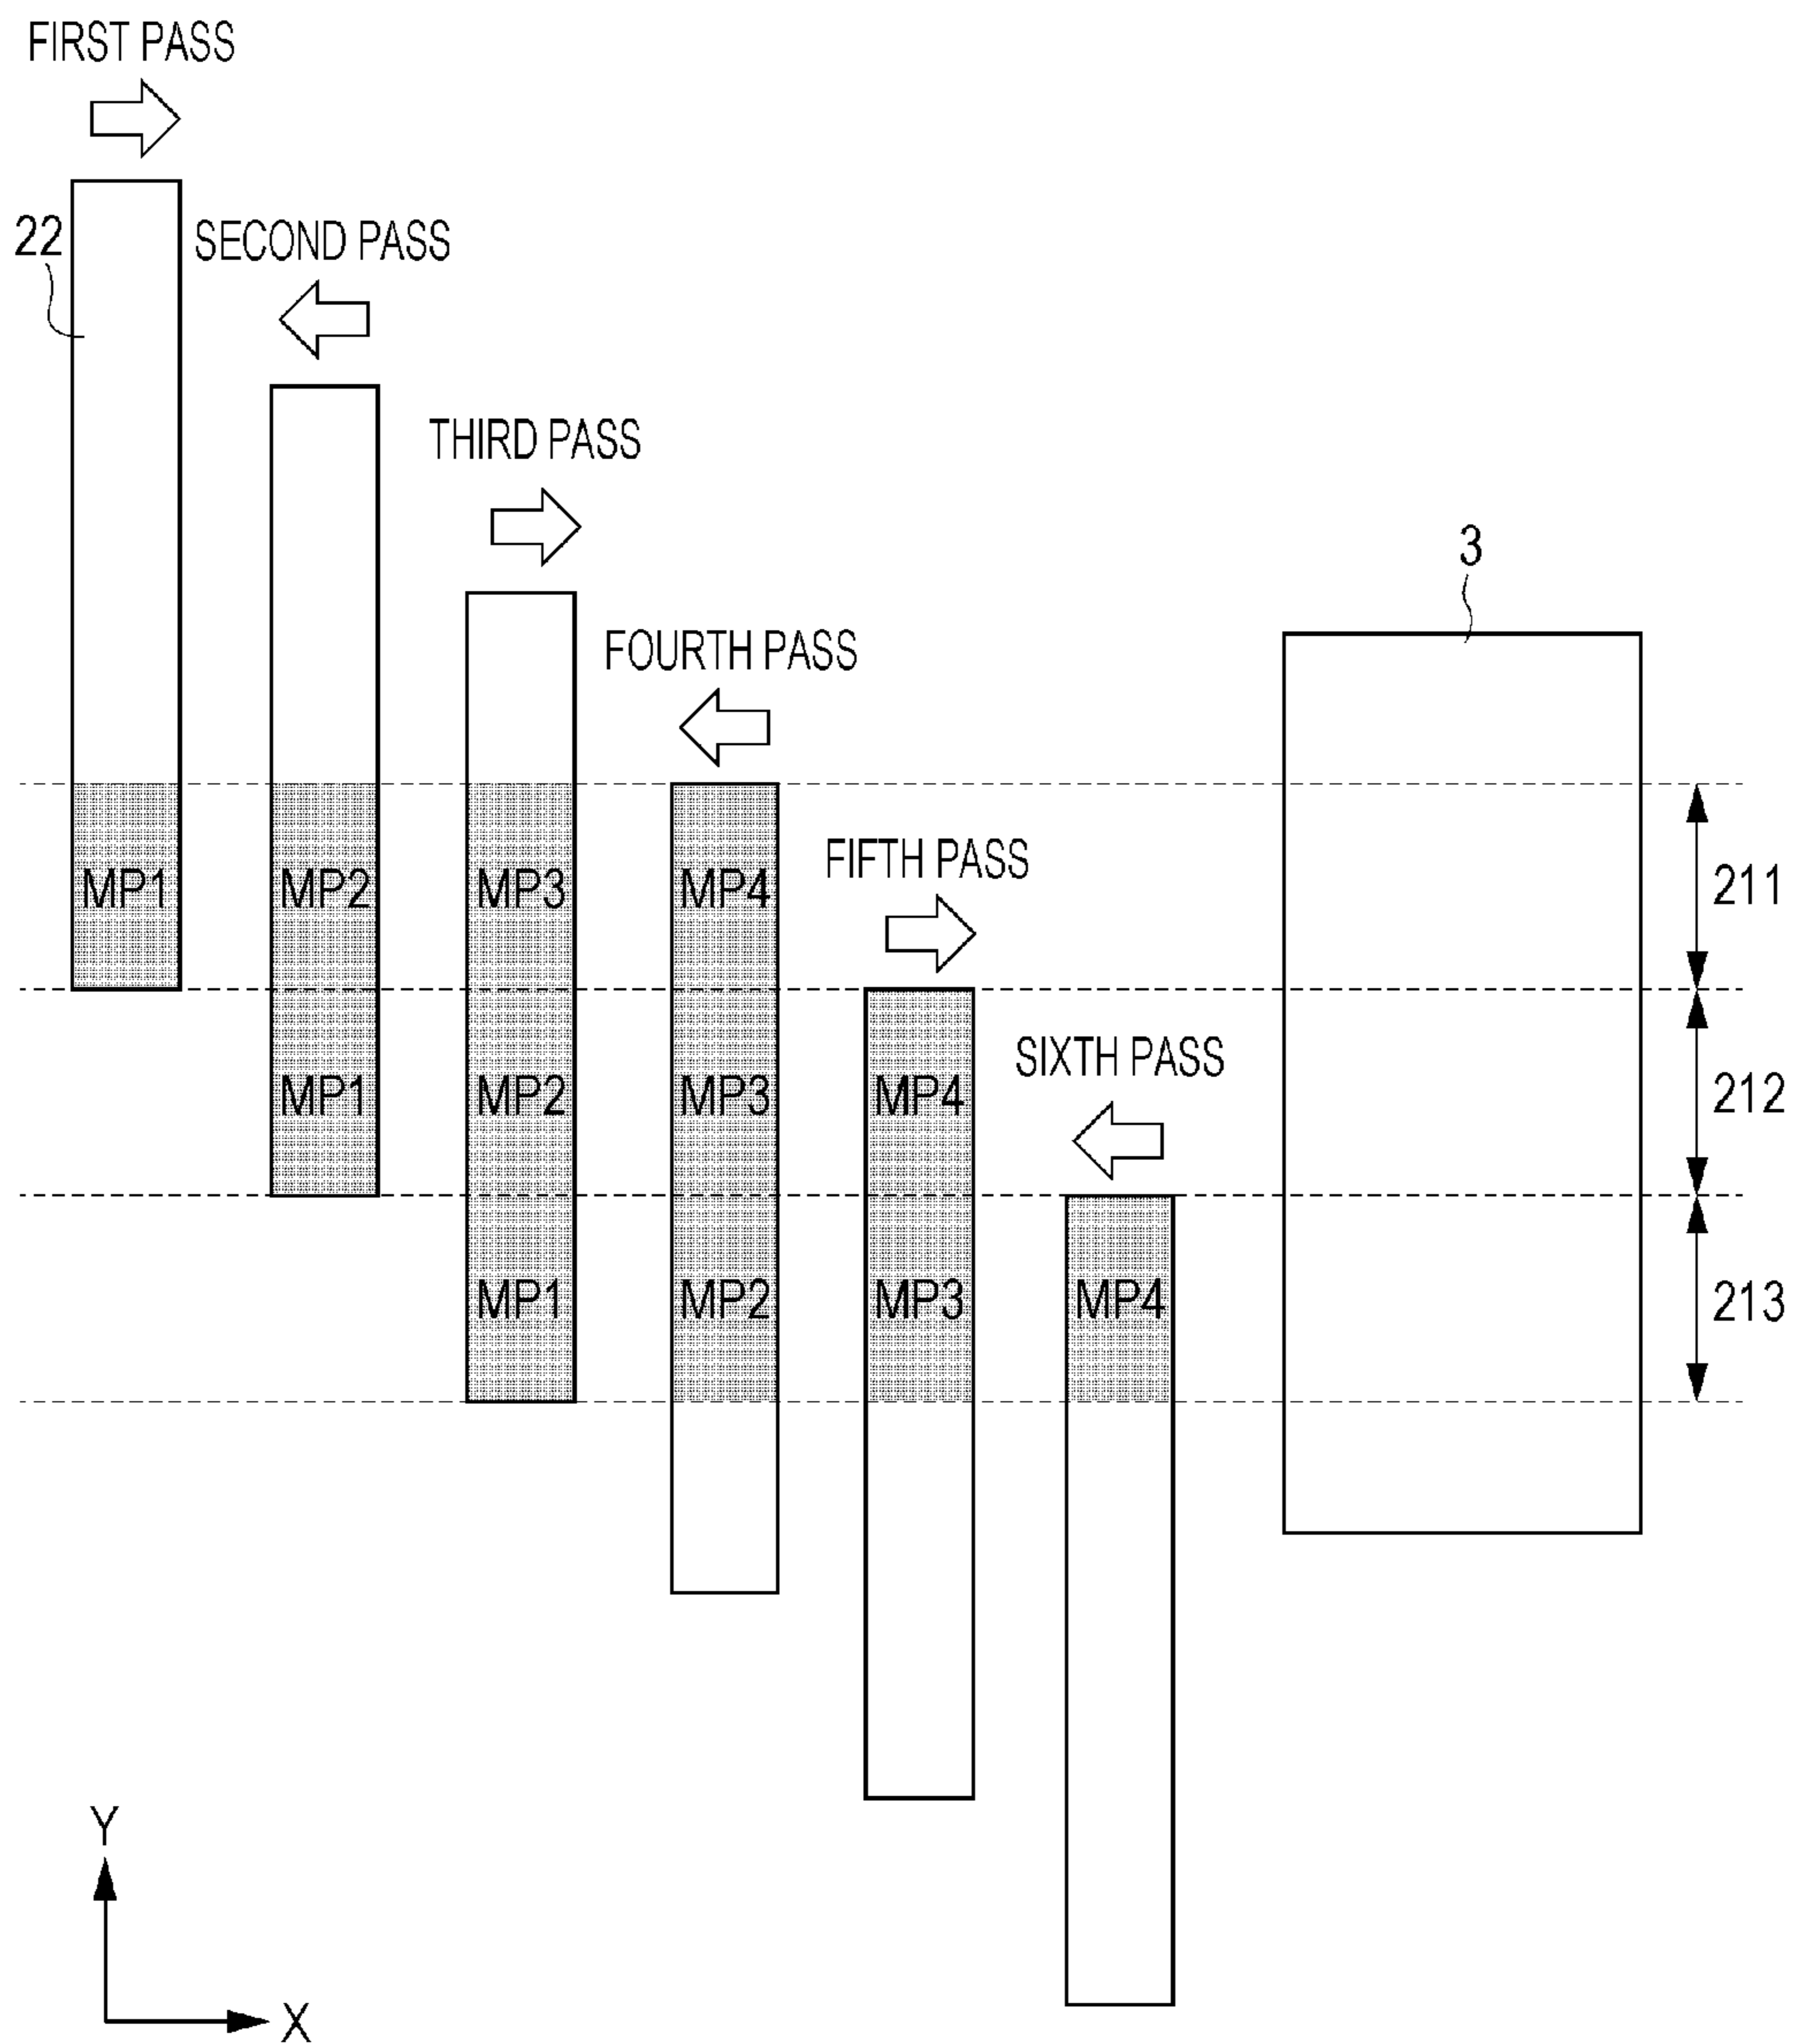 FIRST PASS
22
SECOND PASS
THIRD PASS
3
FOURTH PASS
MP1
MP2
MP3
MP4
FIFTH PASS
211
SIXTH PASS
MP1
MP2
MP3
MP4
212
MP1
MP2
MP3
MP4
213
Y
X